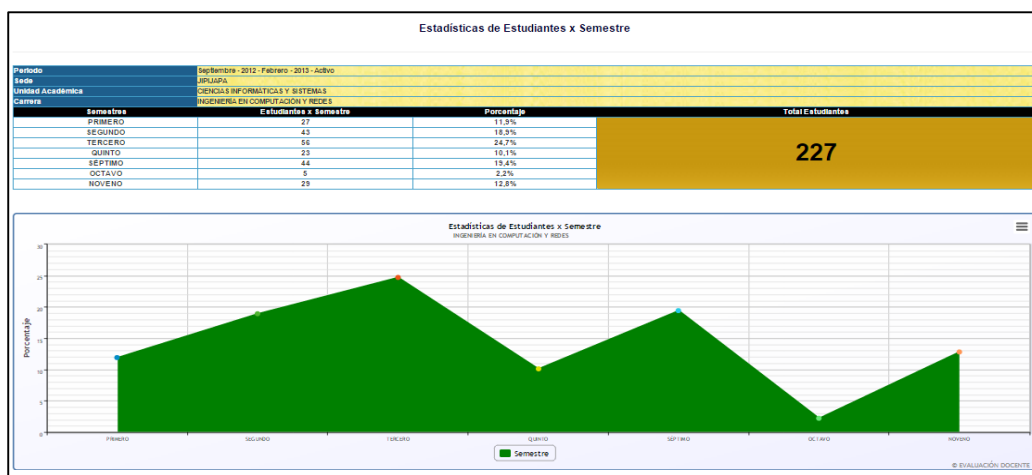 Estadísticas de Estudiantes x Semestre
Periodo Septiembre - 2012 - Febrero - 2013 - Activo
Sede JIPIJAPA
Unidad Académica CIENCIAS INFORMÁTICAS Y SISTEMAS
Carrera INGENIERÍA EN COMPUTACIÓN Y REDES
Semestres Estudiantes x Semestre Porcentaje Total Estudiantes
PRIMERO 27 11,9%
SEGUNDO 43 18,9%
TERCERO 56 24,7%
QUINTO 23 10,1%
SÉPTIMO 44 19,4%
OCTAVO 5 2,2%
NOVENO 29 12,8%
227
Estadísticas de Estudiantes x Semestre
INGENIERÍA EN COMPUTACIÓN Y REDES
Porcentaje
30
25
20
15
10
5
0
PRIMERO SEGUNDO TERCERO QUINTO SÉPTIMO OCTAVO NOVENO
Semestre
© EVALUACIÓN DOCENTE